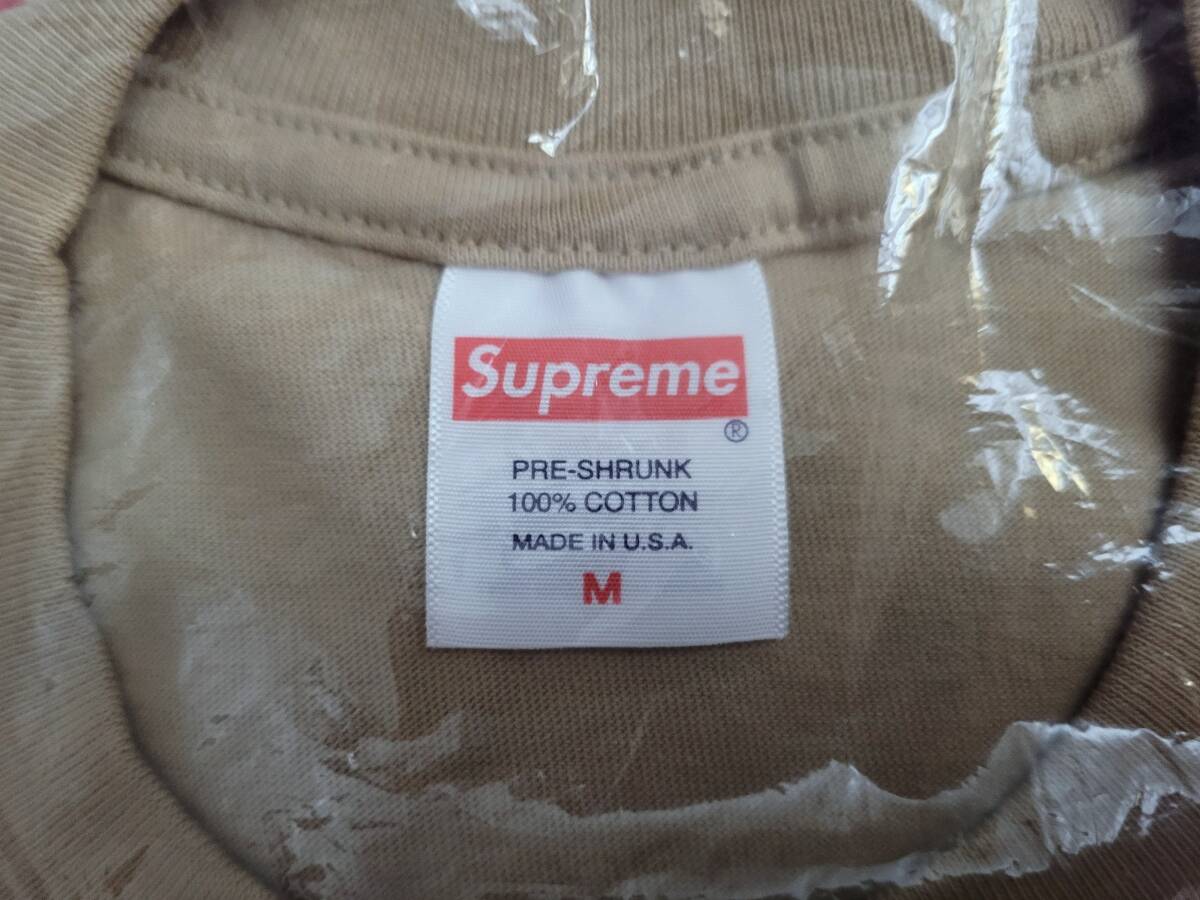 Supreme
®
PRE-SHRUNK
100% COTTON
MADE IN U.S.A.
M